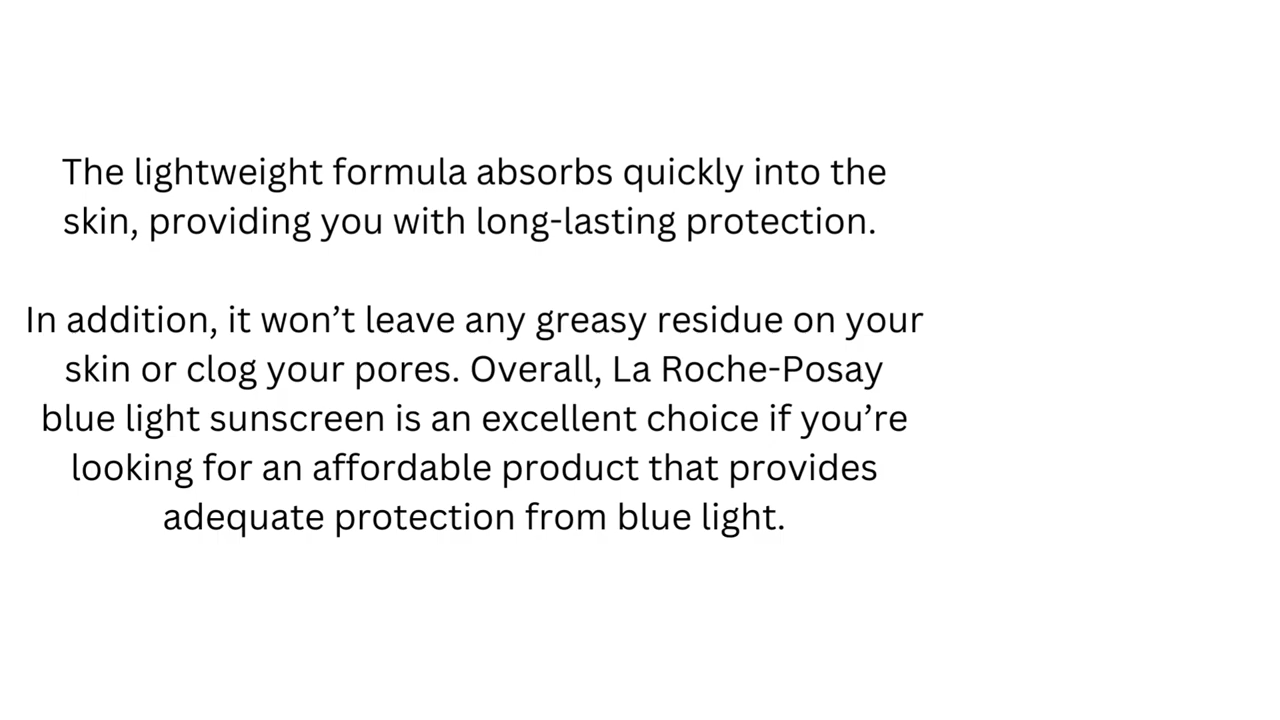 The lightweight formula absorbs quickly into the
skin, providing you with long-lasting protection.
In addition, it won’t leave any greasy residue on your
skin or clog your pores. Overall, La Roche-Posay
blue light sunscreen is an excellent choice if you’re
looking for an affordable product that provides
adequate protection from blue light.